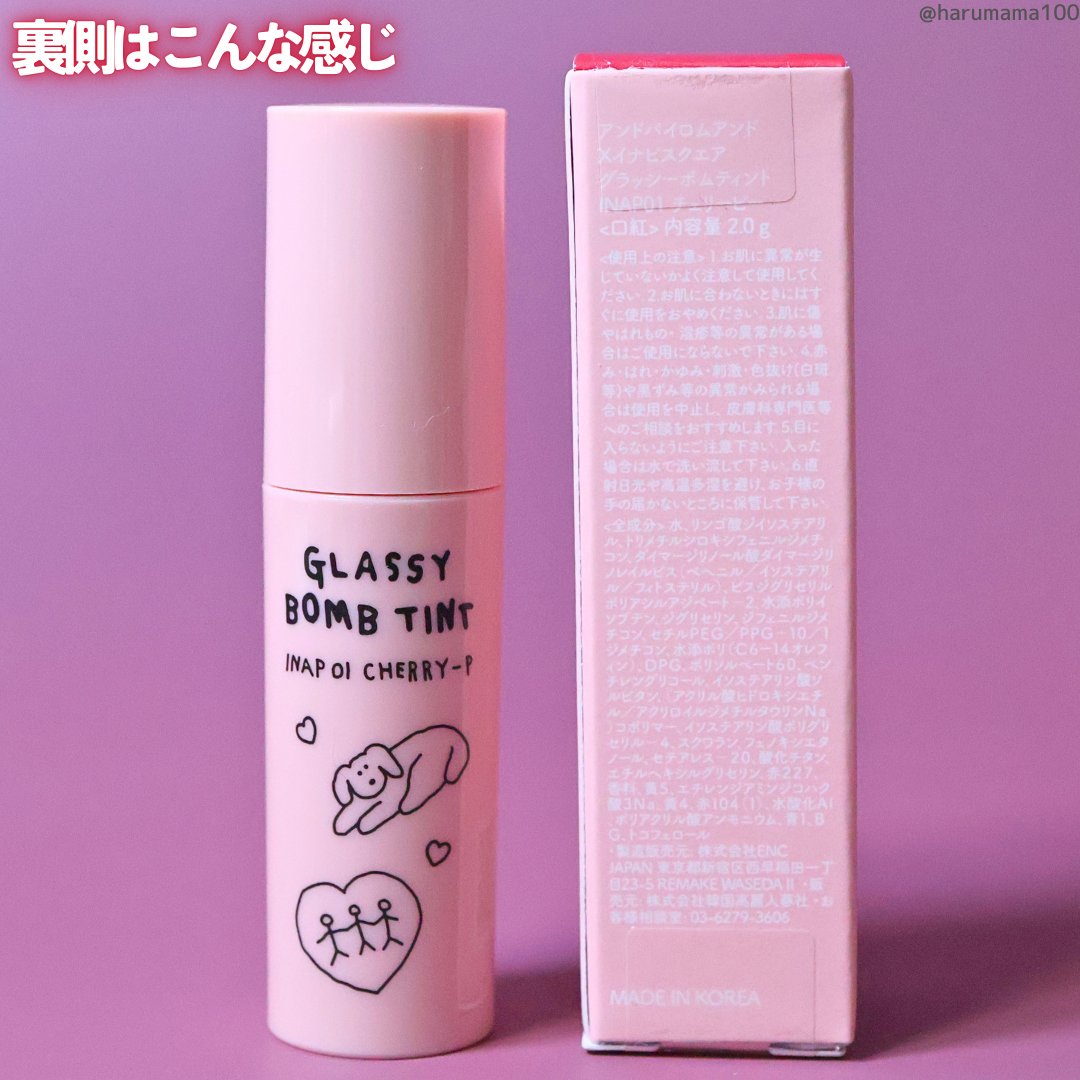 裏側はこんな感じ
@harumama100
GLASSY
BOMB TINT
INAP 01 CHERRY-P
アンドバイロムアンド
Xイナピスクエア
グラッシーボムティント
INAP01 チェリーピー
<口紅> 内容量 2.0g
<使用上の注意> 1.お肌に異常が生
じていないかよく注意して使用してく
ださい.2.お肌に合わないときにはす
ぐに使用をおやめください.3.肌に傷
やはれもの・湿疹等の異常がある場
合はご使用にならないで下さい.4.赤
み・はれ・かゆみ・刺激・色抜け(白斑
等)や黒ずみ等の異常がみられる場
合は使用を中止し、皮膚科専門医等
へのご相談をおすすめします.5.目に
入らないようにご注意下さい.入った
場合は水で洗い流して下さい.6.直
射日光や高温多湿を避け、お子様の
手の届かないところに保管して下さい
<全成分> 水、リンゴ酸ジイソステアリ
ル、トリメチルシロキシフェニルジメチ
コン、ダイマージリノール酸ダイマージリ
ノレイルビス(ベヘニル/イソステアリ
ル/フィトステリル)、ビスジグリセリル
ポリアシルアジペート-2、水添ポリイ
ソブテン、ジグリセリン、ジフェニルジメ
チコン、セチルPEG/PPG-10/1
ジメチコン、水添ポリ(C6-14オレフ
ィン)、DPG、ポリソルベート60、ペン
チレングリコール、イソステアリン酸ソ
ルビタン、(アクリル酸ヒドロキシエチ
ル/アクリロイルジメチルタウリンNa
)コポリマー、イソステアリン酸ポリグリ
セリル-4、スクワラン、フェノキシエタ
ノール、セテアレス-20、酸化チタン、
エチルヘキシルグリセリン、赤227、
香料、黄5、エチレンジアミンジコハク
酸3Na、黄4、赤104(1)、水酸化Al
、ポリアクリル酸アンモニウム、青1、B
G、トコフェロール
・製造販売元: 株式会社ENC
JAPAN 東京都新宿区西早稲田一丁
目23-5 REMAKE WASEDA II ・販
売元: 株式会社韓国高麗人蔘社・お
客様相談室: 03-6279-3606
MADE IN KOREA